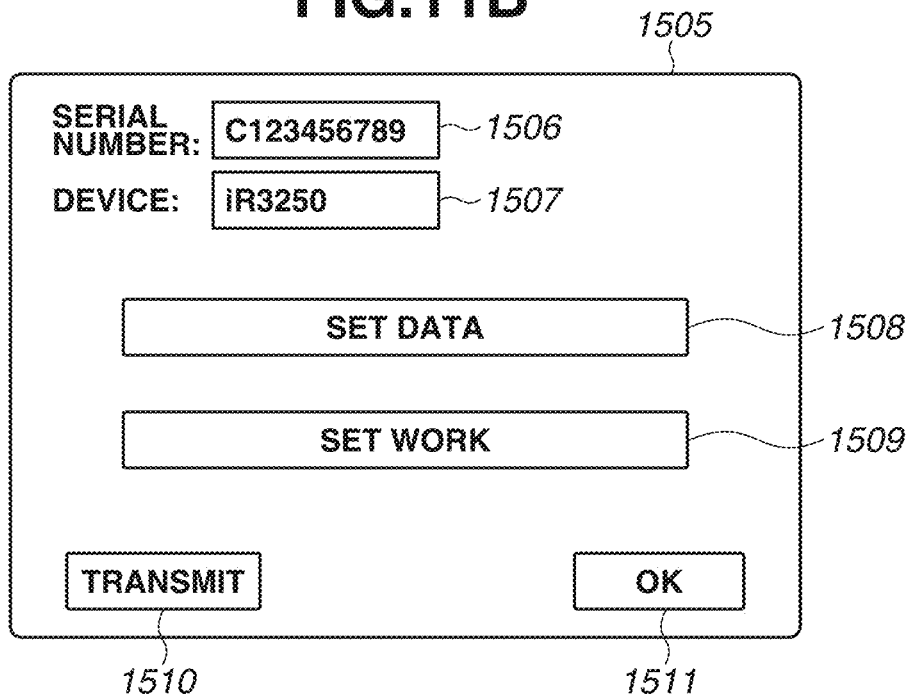 FIG.11B
1505
SERIAL
NUMBER: C123456789 1506
DEVICE: iR3250 1507
SET DATA 1508
SET WORK 1509
TRANSMIT OK
1510 1511